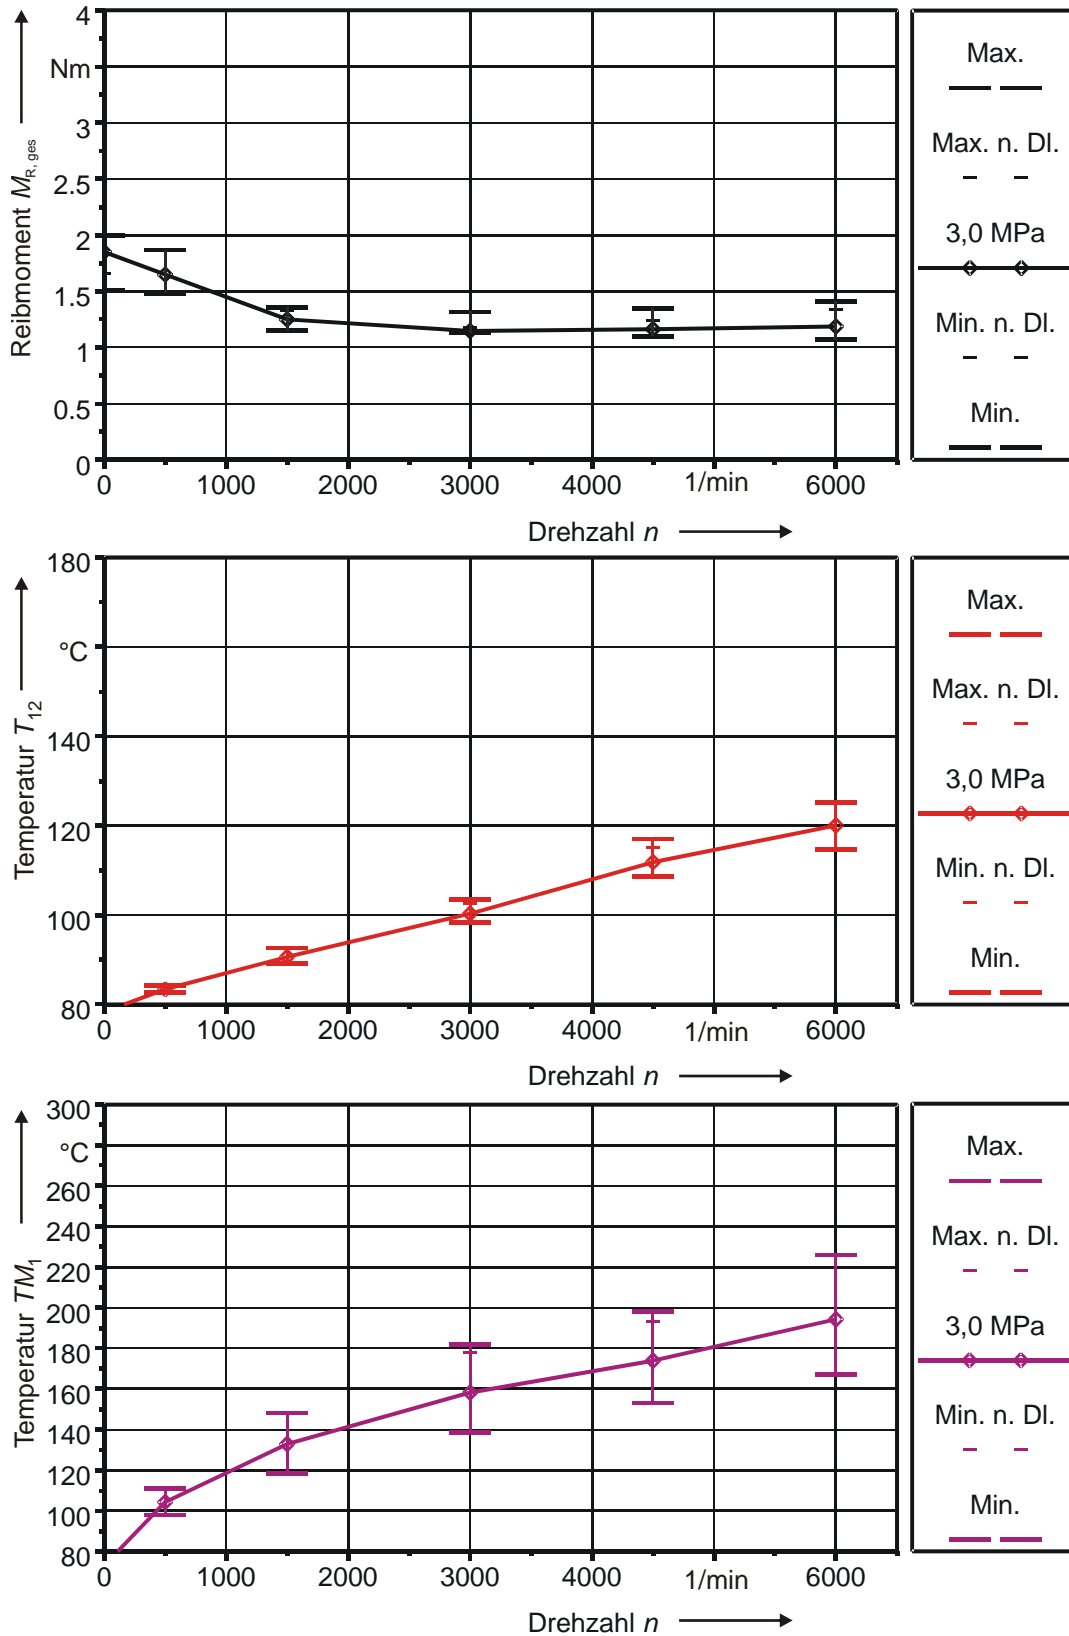 4
Nm
3
2.5
2
1.5
1
0.5
0
Reibmoment M R, ges
0 1000 2000 3000 4000 1/min 6000
Drehzahl n
Max.
Max. n. Dl.
3,0 MPa
Min. n. Dl.
Min.
180
°C
140
120
100
80
Temperatur T 12
0 1000 2000 3000 4000 1/min 6000
Drehzahl n
Max.
Max. n. Dl.
3,0 MPa
Min. n. Dl.
Min.
300
°C
260
240
220
200
180
160
140
120
100
80
Temperatur TM 1
0 1000 2000 3000 4000 1/min 6000
Drehzahl n
Max.
Max. n. Dl.
3,0 MPa
Min. n. Dl.
Min.